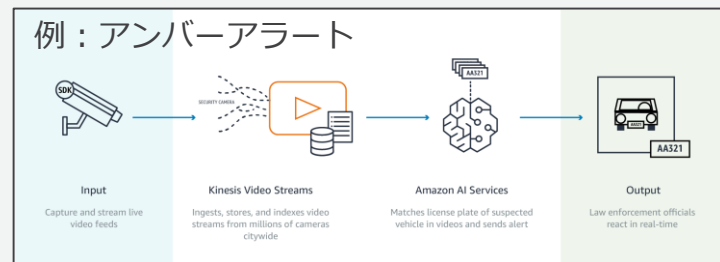 例：アンバーアラート
SDK
SECURITY CAMERA
AA321
AA321
AA321
Input
Kinesis Video Streams
Amazon AI Services
Output
Capture and stream live
video feeds
Ingests, stores, and indexes video
streams from millions of cameras
citywide
Matches license plate of suspected
vehicle in videos and sends alert
Law enforcement officials
react in real-time